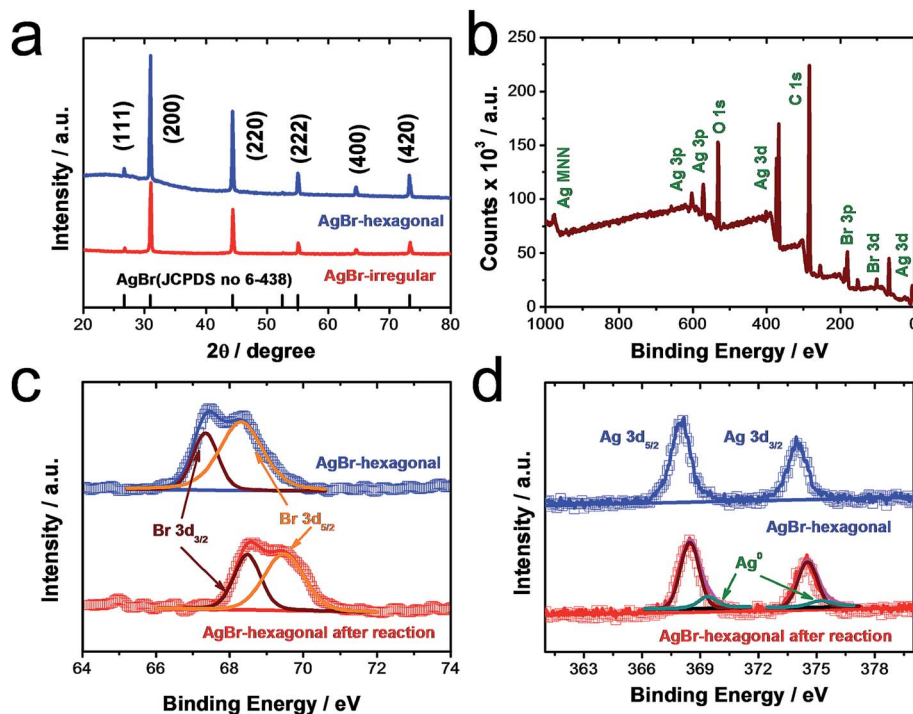 a
Intensity / a.u.
(111)
(200)
(220)
(222)
(400)
(420)
AgBr-hexagonal
AgBr-irregular
AgBr(JCPDS no 6-438)
20 30 40 50 60 70 80
2θ / degree
b
Counts x 10³ / a.u.
250
200
150
100
50
0
Ag MNN
Ag 3p
Ag 3p
O 1s
Ag 3d
C 1s
Br 3p
Br 3d
Ag 3d
1000 800 600 400 200 0
Binding Energy / eV
c
Intensity / a.u.
AgBr-hexagonal
Br 3d₃/₂
Br 3d₅/₂
AgBr-hexagonal after reaction
64 66 68 70 72 74
Binding Energy / eV
d
Intensity / a.u.
Ag 3d₅/₂ Ag 3d₃/₂
AgBr-hexagonal
Ag⁰
AgBr-hexagonal after reaction
363 366 369 372 375 378
Binding Energy / eV